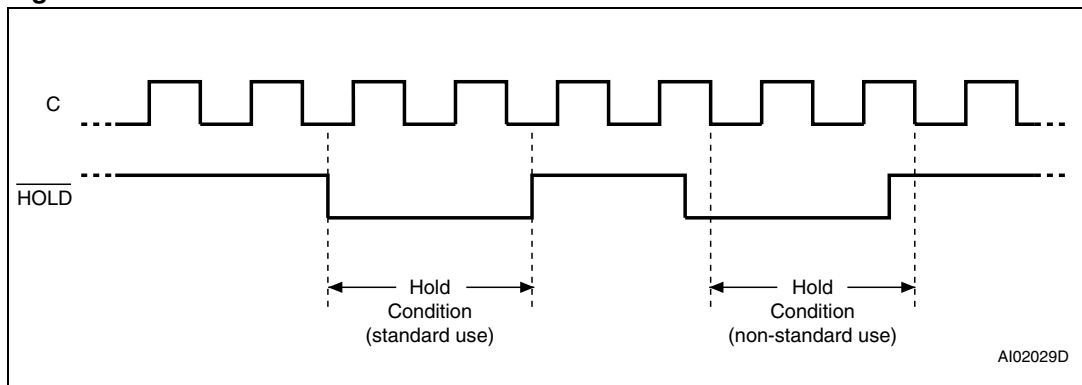 C
HOLD
Hold
Condition
(standard use)
Hold
Condition
(non-standard use)
AI02029D